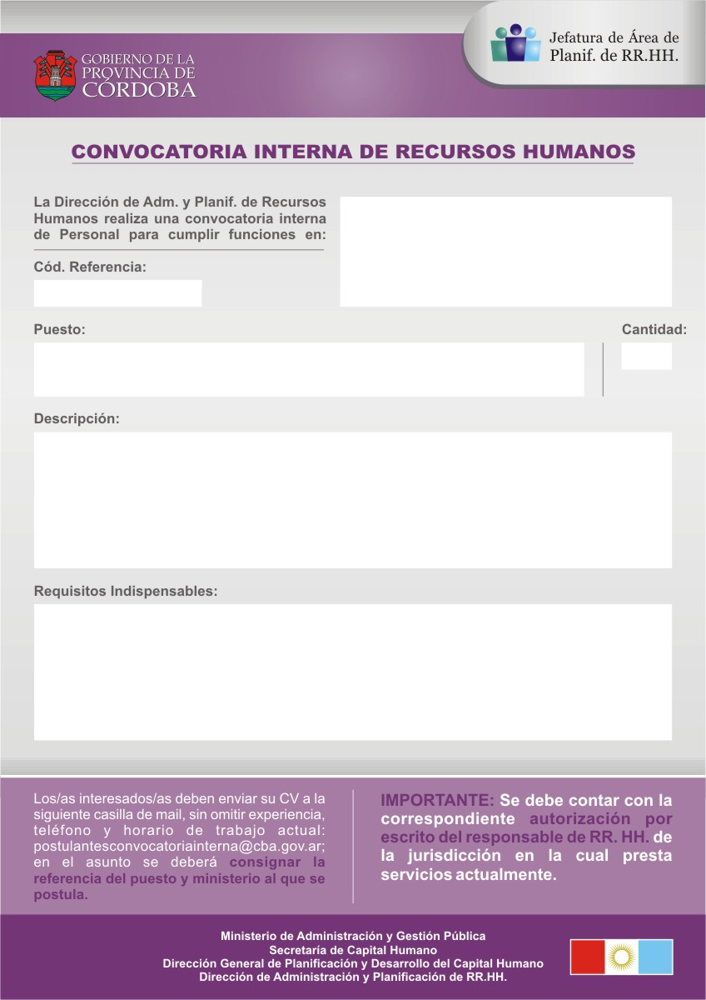 Jefatura de Área de
Planif. de RR.HH.
GOBIERNO DE LA
PROVINCIA DE
CÓRDOBA
CONVOCATORIA INTERNA DE RECURSOS HUMANOS
La Dirección de Adm. y Planif. de Recursos
Humanos realiza una convocatoria interna
de Personal para cumplir funciones en:
Cód. Referencia:
Puesto:
Cantidad:
Descripción:
Requisitos Indispensables:
Los/as interesados/as deben enviar su CV a la
siguiente casilla de mail, sin omitir experiencia,
teléfono y horario de trabajo actual:
postulantesconvocatoriainterna@cba.gov.ar;
en el asunto se deberá consignar la
referencia del puesto y ministerio al que se
postula.
IMPORTANTE: Se debe contar con la
correspondiente autorización por
escrito del responsable de RR. HH. de
la jurisdicción en la cual presta
servicios actualmente.
Ministerio de Administración y Gestión Pública
Secretaría de Capital Humano
Dirección General de Planificación y Desarrollo del Capital Humano
Dirección de Administración y Planificación de RR.HH.